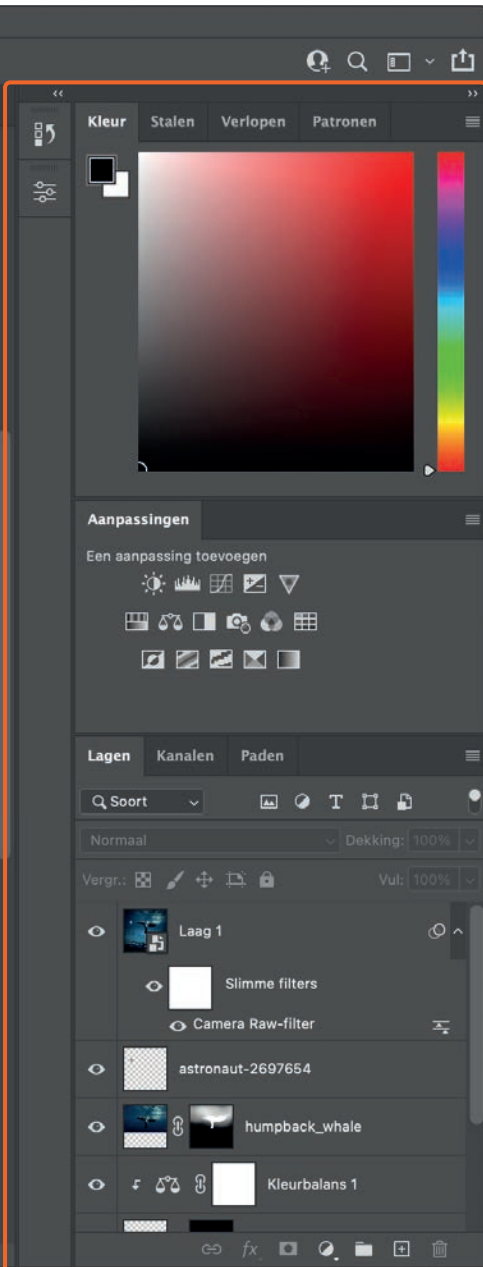 Kleur Stalen Verlopen Patronen
Aanpassingen
Een aanpassing toevoegen
Lagen Kanalen Paden
Soort
Normaal Dekking: 100%
Vergr.: Vul: 100%
Laag 1
Slimme filters
Camera Raw-filter
astronaut-2697654
humpback_whale
Kleurbalans 1
fx